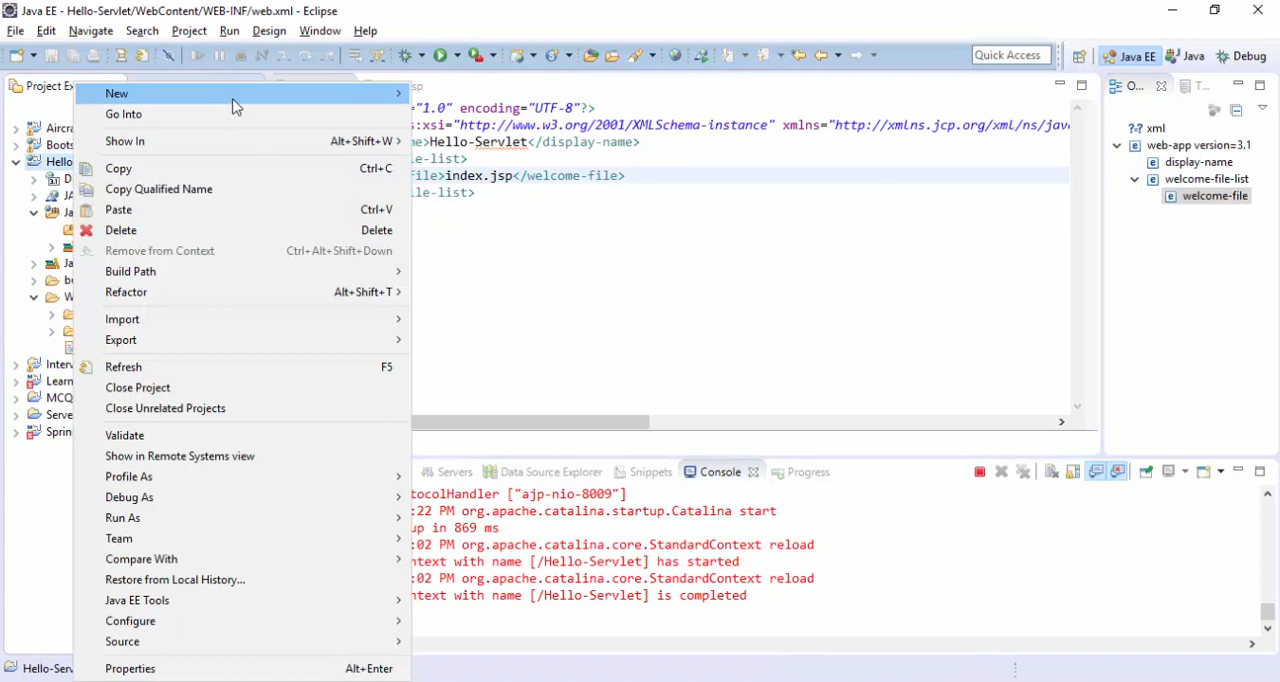 Java EE - Hello-Servlet/WebContent/WEB-INF/web.xml - Eclipse
File Edit Navigate Search Project Run Design Window Help
Quick Access Java EE Java Debug
Project Ex
New
Go Into
Show In Alt+Shift+W
Copy Ctrl+C
Copy Qualified Name
Paste Ctrl+V
Delete Delete
Remove from Context Ctrl+Alt+Shift+Down
Build Path
Refactor Alt+Shift+T
Import
Export
Refresh F5
Close Project
Close Unrelated Projects
Validate
Show in Remote Systems view
Profile As
Debug As
Run As
Team
Compare With
Restore from Local History...
Java EE Tools
Configure
Source
Properties Alt+Enter
Aircra
Boots
Hello
D
JA
Ja
Ja
W
Interv
Learn
MCQ
Serve
Sprin
Hello-Serv
sp
="1.0" encoding="UTF-8"?>
s:xsi="http://www.w3.org/2001/XMLSchema-instance" xmlns="http://xmlns.jcp.org/xml/ns/jav
me>Hello-Servlet</display-name>
le-list>
file>index.jsp</welcome-file>
le-list>
O... T...
?=? xml
web-app version=3.1
display-name
welcome-file-list
welcome-file
Servers Data Source Explorer Snippets Console Progress
otocolHandler ["ajp-nio-8009"]
:22 PM org.apache.catalina.startup.Catalina start
up in 869 ms
:02 PM org.apache.catalina.core.StandardContext reload
ntext with name [/Hello-Servlet] has started
:02 PM org.apache.catalina.core.StandardContext reload
ntext with name [/Hello-Servlet] is completed